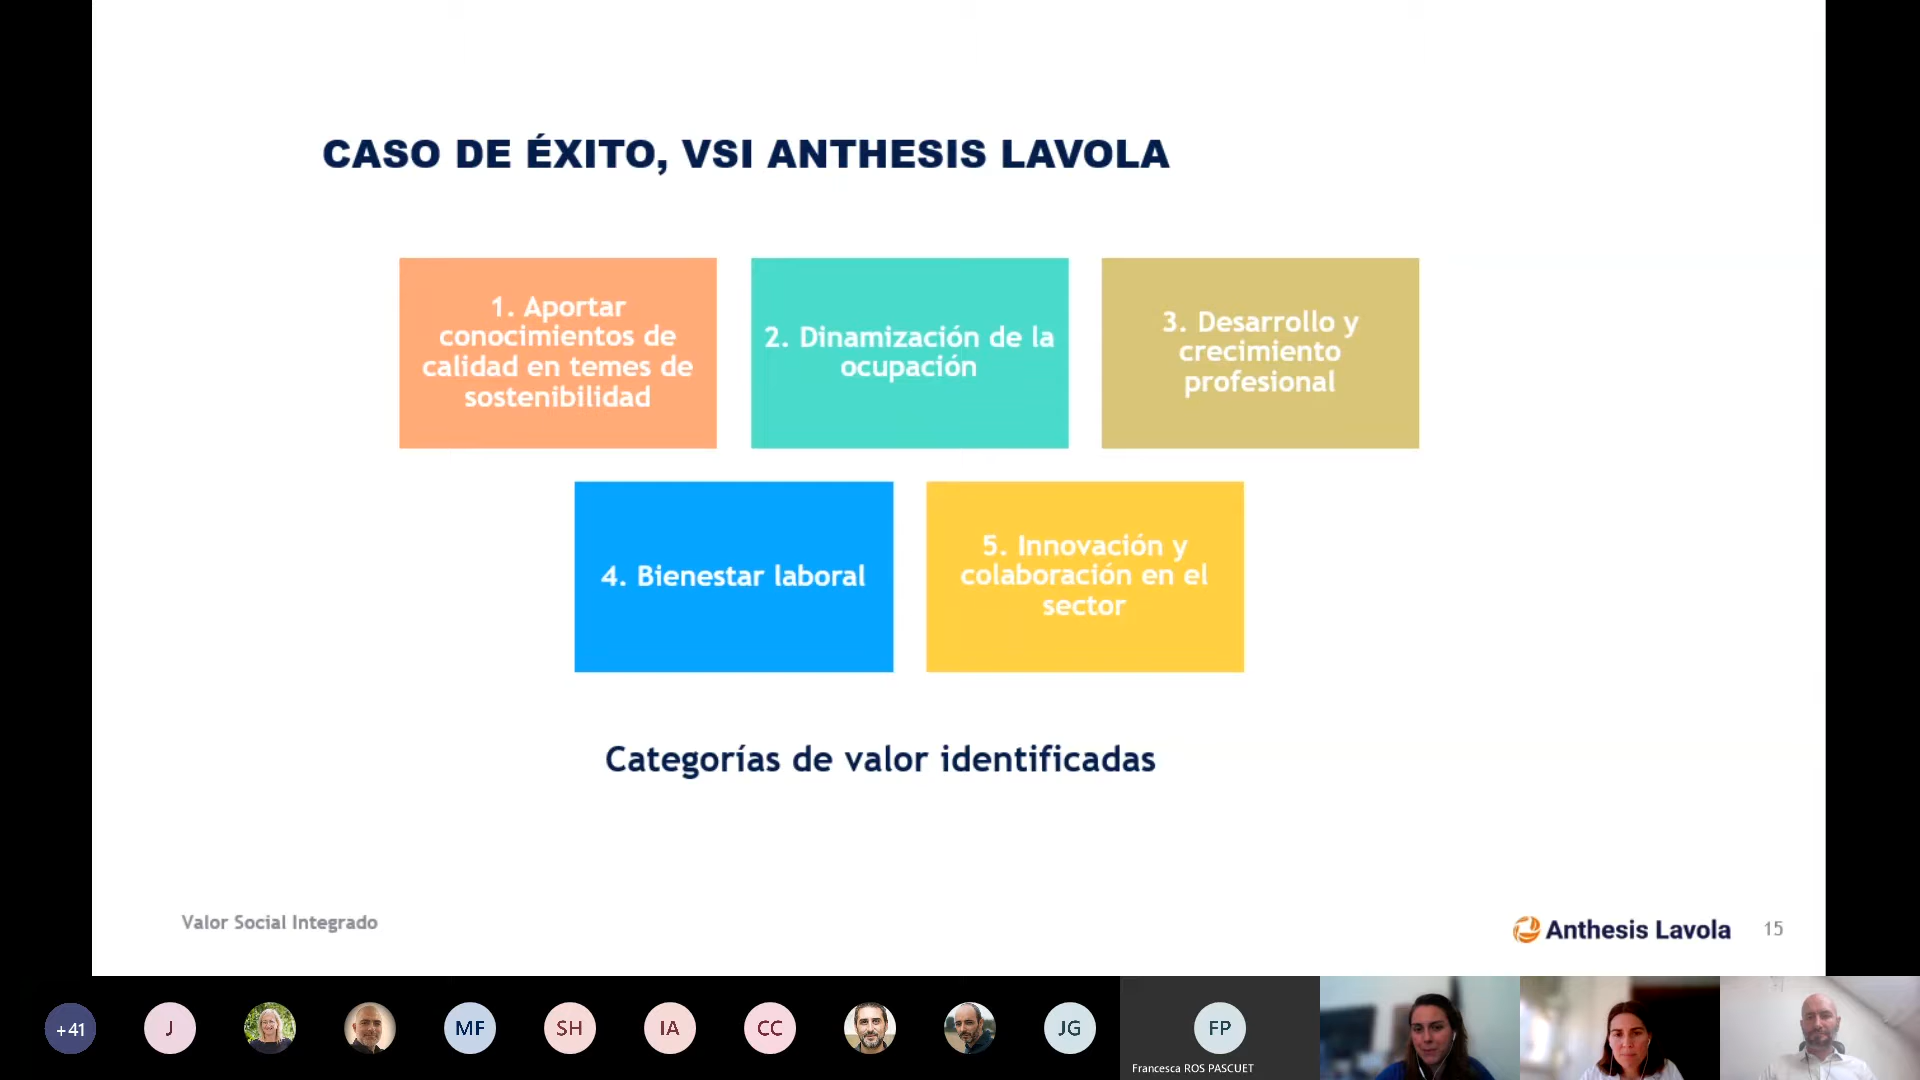 CASO DE ÉXITO, VSI ANTHESIS LAVOLA
1. Aportar
conocimientos de
calidad en temes de
sostenibilidad
2. Dinamización de la
ocupación
3. Desarrollo y
crecimiento
profesional
4. Bienestar laboral
5. Innovación y
colaboración en el
sector
Categorías de valor identificadas
Valor Social Integrado
Anthesis Lavola
15
+41
J
MF
SH
IA
CC
JG
FP
Francesca ROS PASCUET